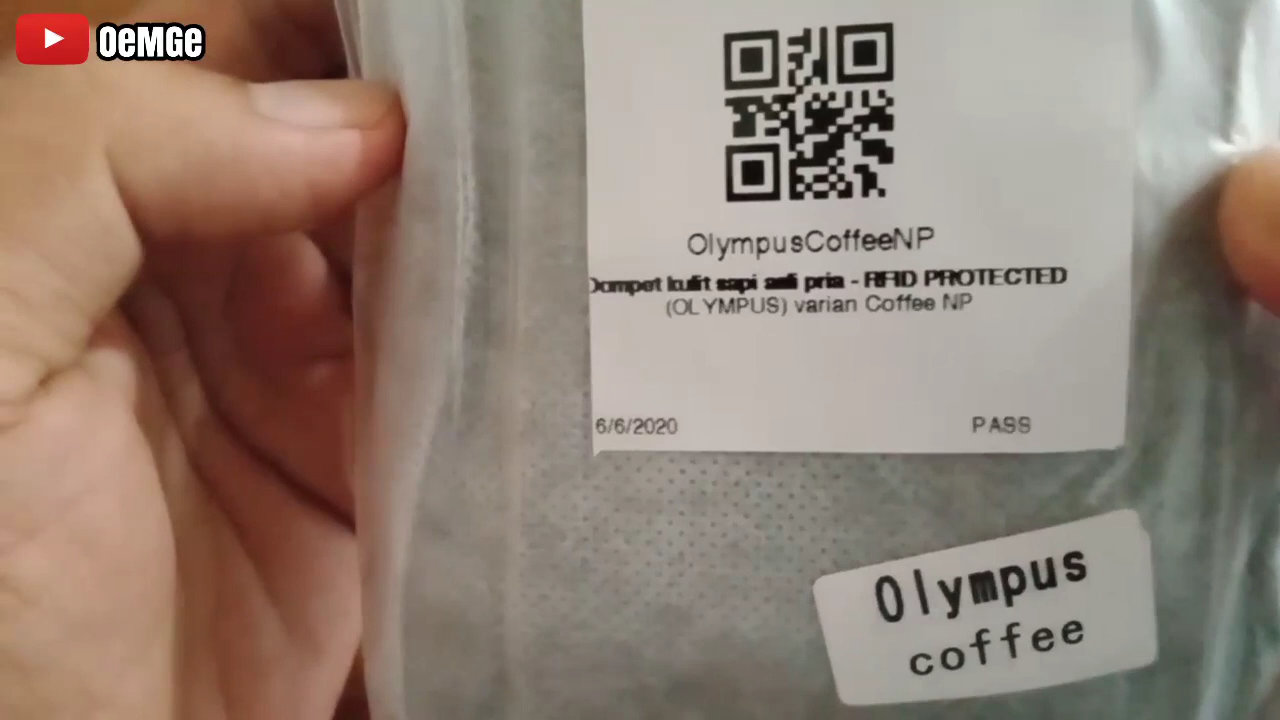 OeMGe
OlympusCoffeeNP
Dompet kulit sapi asli pria - RFID PROTECTED
(OLYMPUS) varian Coffee NP
6/6/2020 PASS
Olympus
coffee